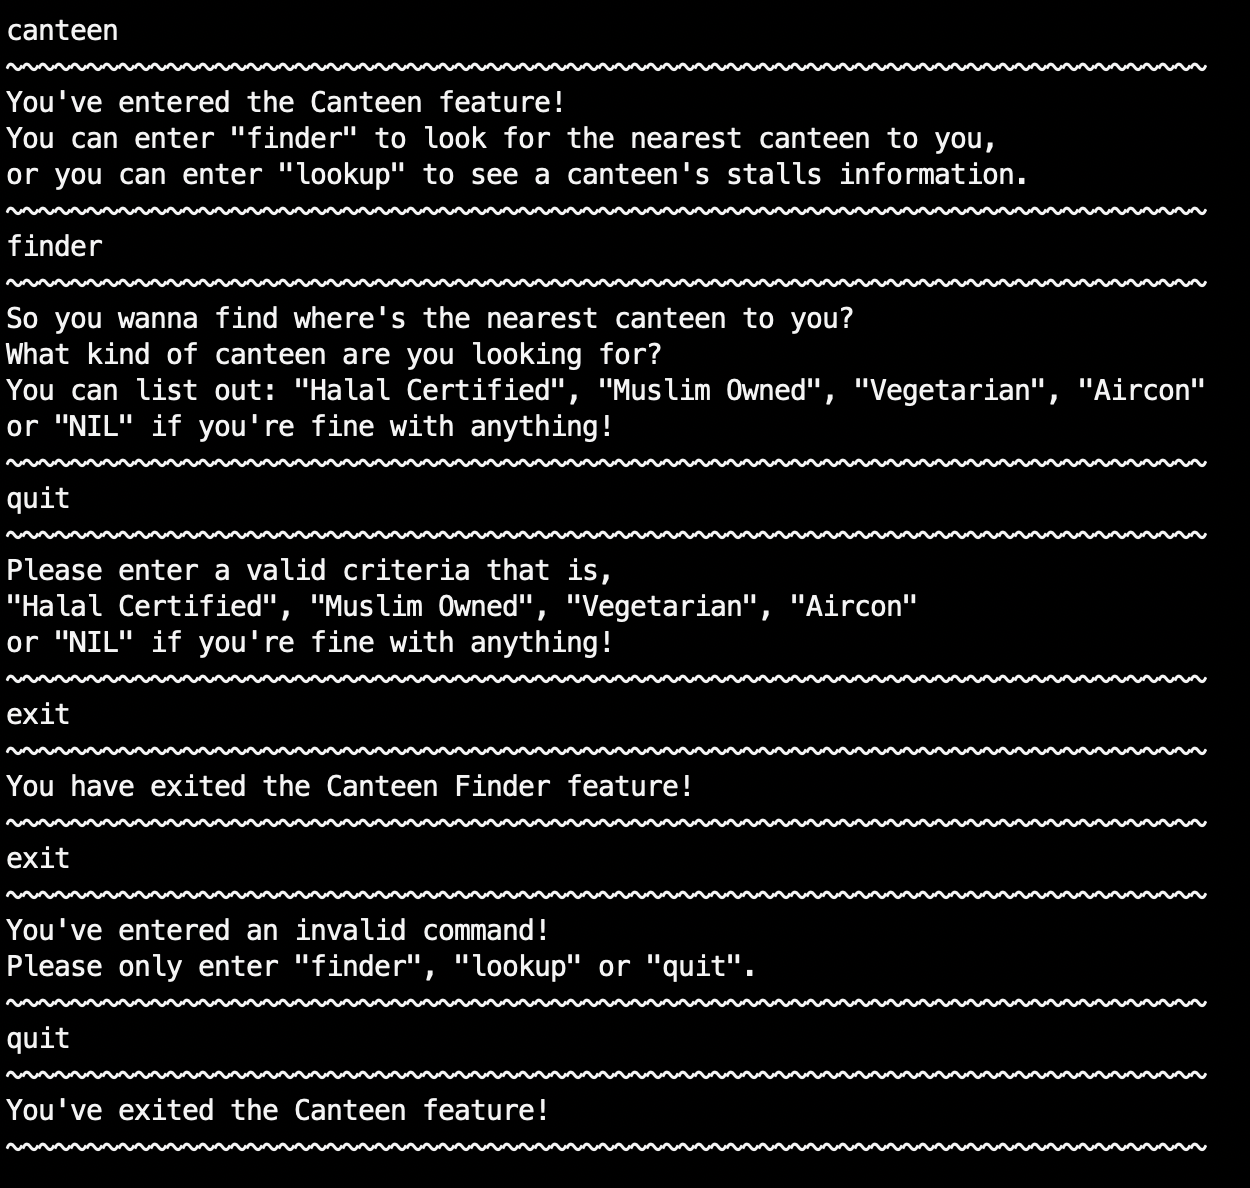 canteen
You've entered the Canteen feature!
You can enter "finder" to look for the nearest canteen to you,
or you can enter "lookup" to see a canteen's stalls information.
finder
So you wanna find where's the nearest canteen to you?
What kind of canteen are you looking for?
You can list out: "Halal Certified", "Muslim Owned", "Vegetarian", "Aircon"
or "NIL" if you're fine with anything!
quit
Please enter a valid criteria that is,
"Halal Certified", "Muslim Owned", "Vegetarian", "Aircon"
or "NIL" if you're fine with anything!
exit
You have exited the Canteen Finder feature!
exit
You've entered an invalid command!
Please only enter "finder", "lookup" or "quit".
quit
You've exited the Canteen feature!